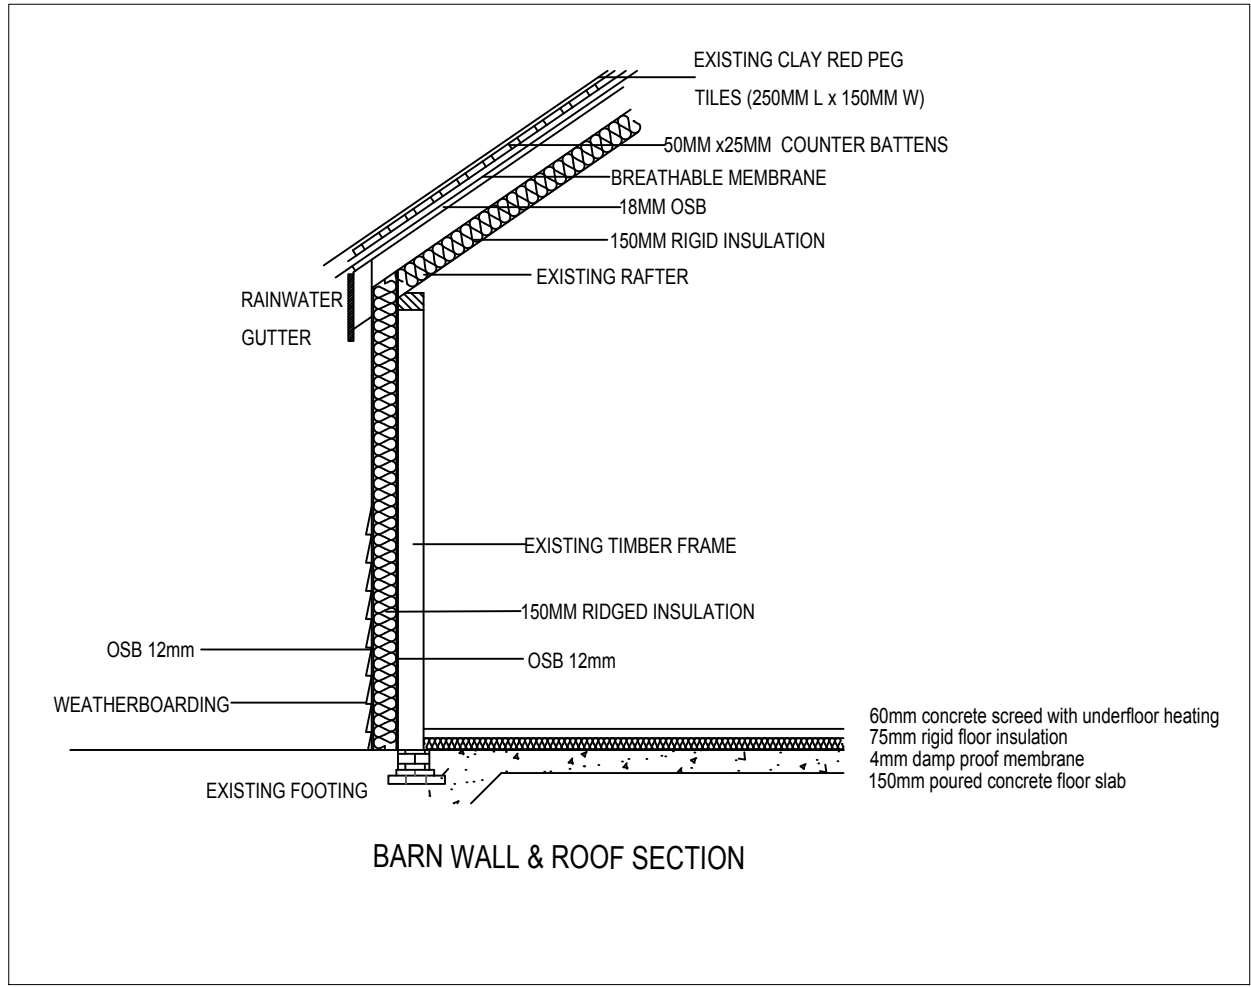 EXISTING CLAY RED PEG
TILES (250MM L x 150MM W)
50MM x25MM COUNTER BATTENS
BREATHABLE MEMBRANE
18MM OSB
150MM RIGID INSULATION
EXISTING RAFTER
RAINWATER
GUTTER
EXISTING TIMBER FRAME
150MM RIDGED INSULATION
OSB 12mm
OSB 12mm
WEATHERBOARDING
60mm concrete screed with underfloor heating
75mm rigid floor insulation
4mm damp proof membrane
150mm poured concrete floor slab
EXISTING FOOTING
BARN WALL & ROOF SECTION